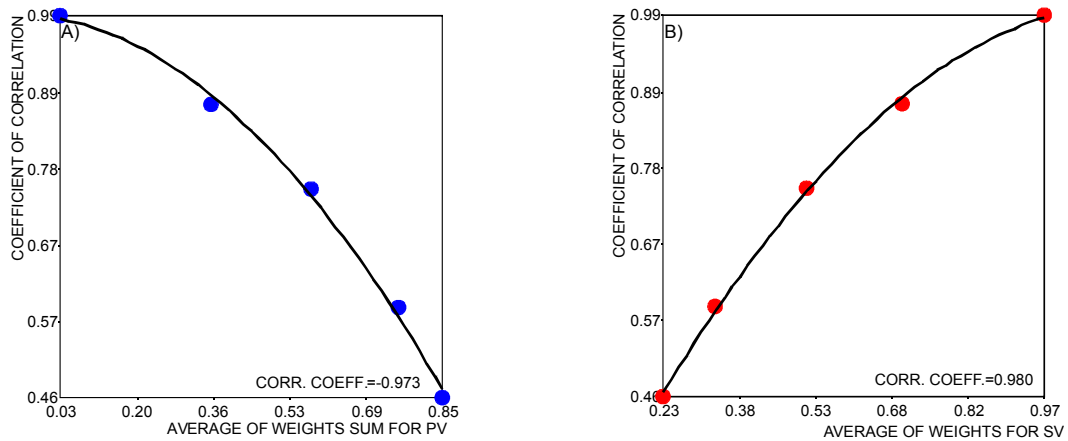 A)
COEFFICIENT OF CORRELATION
0.99
0.89
0.78
0.67
0.57
0.46
CORR. COEFF.=-0.973
0.03 0.20 0.36 0.53 0.69 0.85
AVERAGE OF WEIGHTS SUM FOR PV
B)
COEFFICIENT OF CORRELATION
0.99
0.89
0.78
0.67
0.57
0.46
CORR. COEFF.=0.980
0.23 0.38 0.53 0.68 0.82 0.97
AVERAGE OF WEIGHTS FOR SV